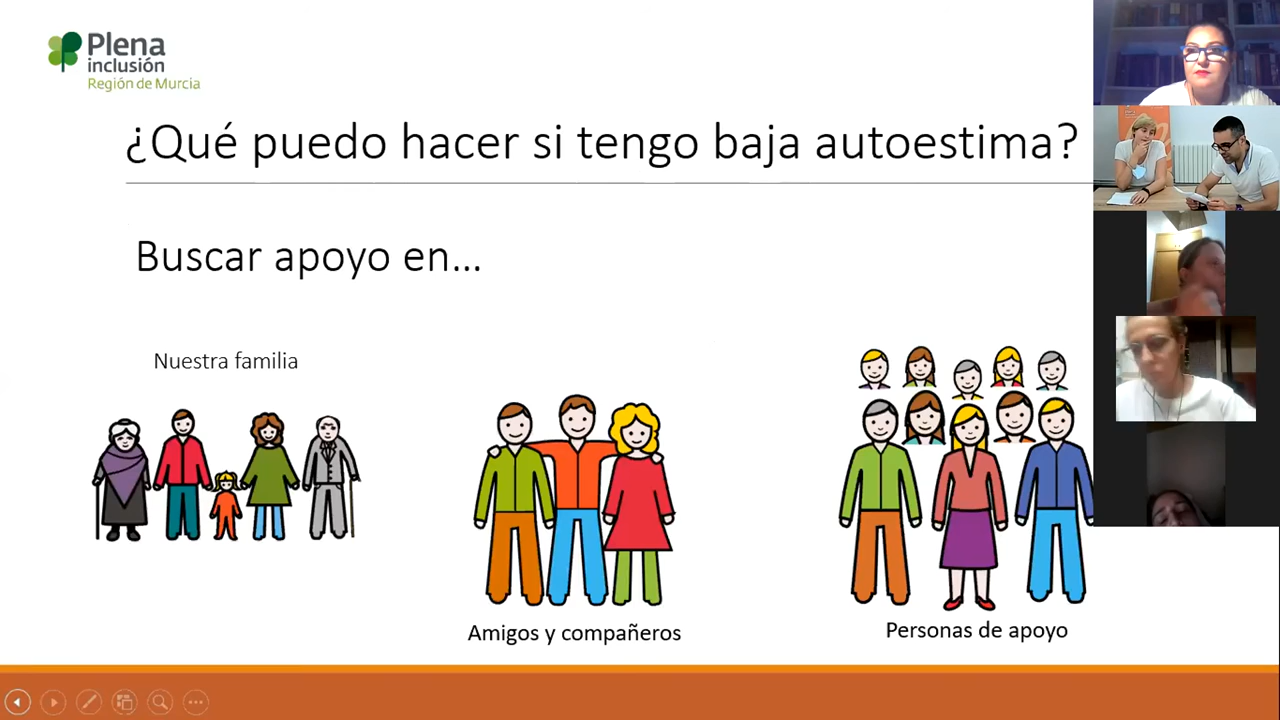 Plena
inclusión
Región de Murcia
¿Qué puedo hacer si tengo baja autoestima?
Buscar apoyo en...
Nuestra familia
Amigos y compañeros
Personas de apoyo